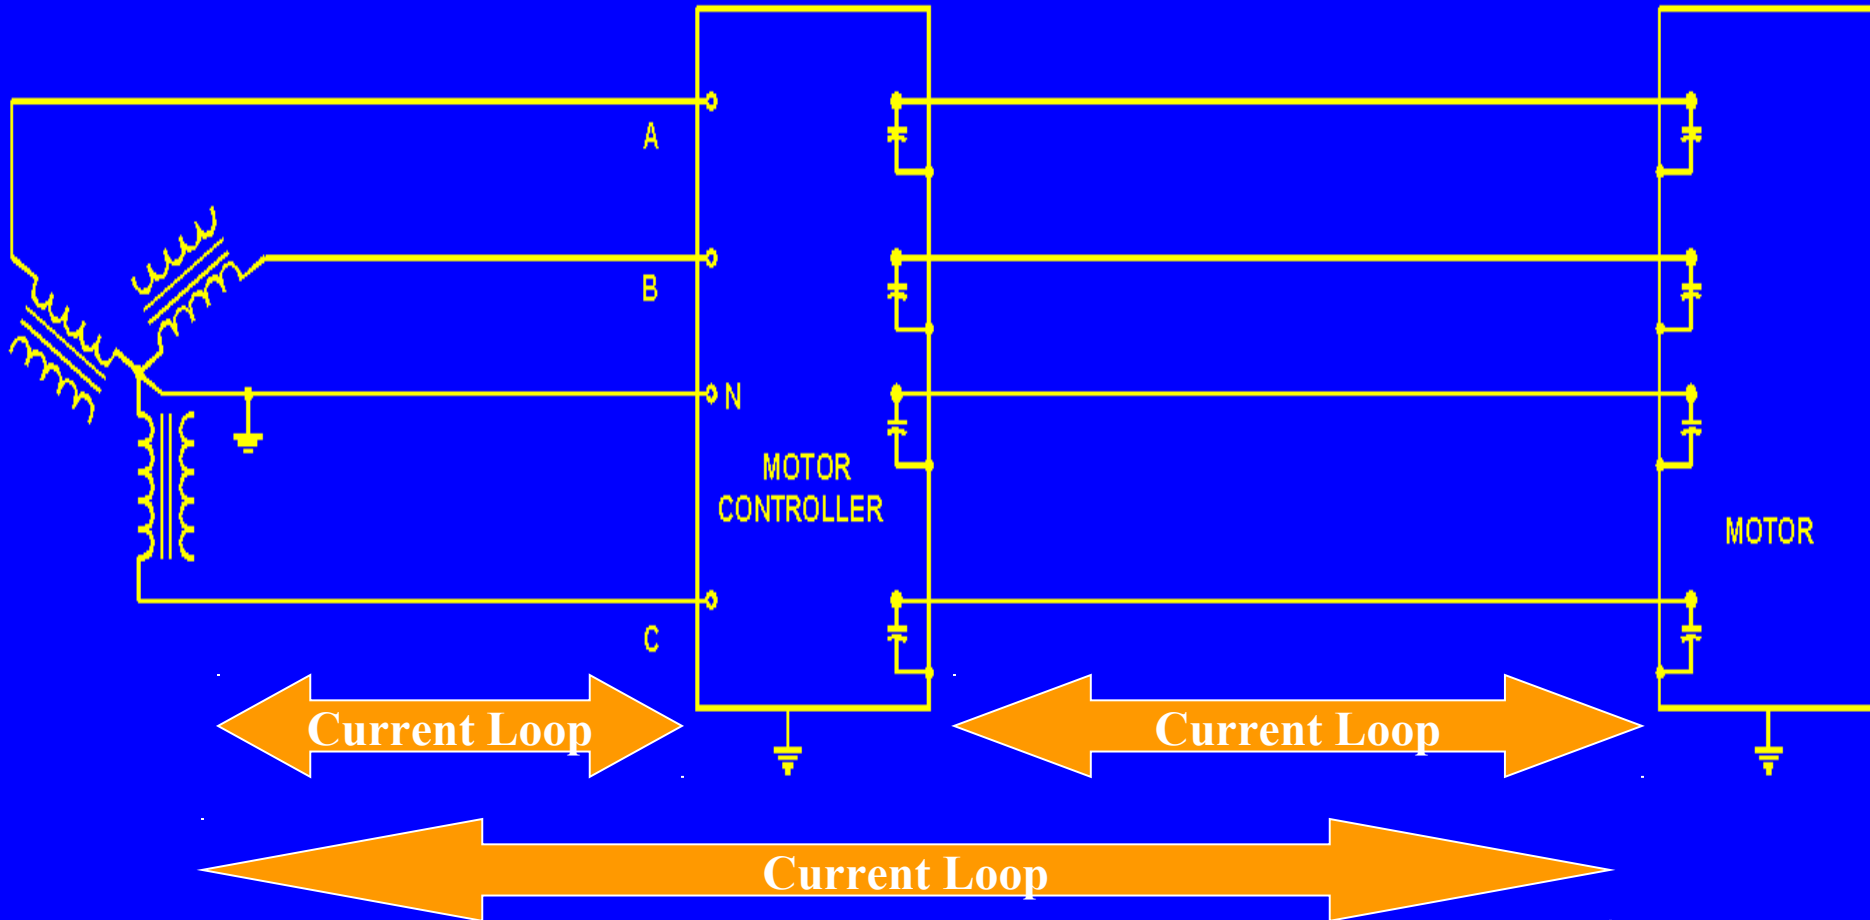 A
B
N
MOTOR
CONTROLLER
MOTOR
C
Current Loop
Current Loop
Current Loop